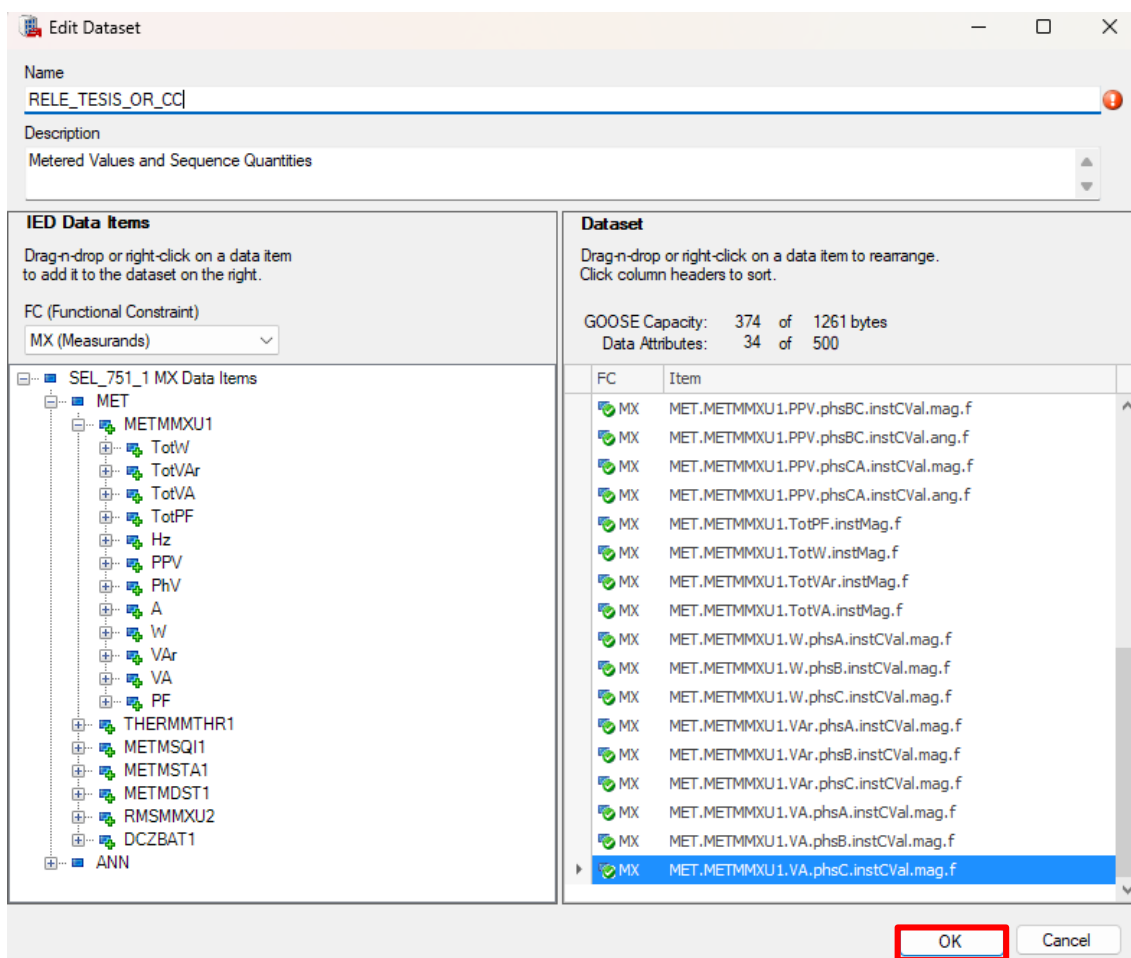 Edit Dataset
Name
RELE_TESIS_OR_CC
Description
Metered Values and Sequence Quantities
IED Data Items
Drag-n-drop or right-click on a data item
to add it to the dataset on the right.
FC (Functional Constraint)
MX (Measurands)
SEL_751_1 MX Data Items
MET
METMMXU1
TotW
TotVAr
TotVA
TotPF
Hz
PPV
PhV
A
W
VAr
VA
PF
THERMMTHR1
METMSQI1
METMSTA1
METMDST1
RMSMMXU2
DCZBAT1
ANN
Dataset
Drag-n-drop or right-click on a data item to rearrange.
Click column headers to sort.
GOOSE Capacity: 374 of 1261 bytes
Data Attributes: 34 of 500
FC Item
MX MET.METMMXU1.PPV.phsBC.instCVal.mag.f
MX MET.METMMXU1.PPV.phsBC.instCVal.ang.f
MX MET.METMMXU1.PPV.phsCA.instCVal.mag.f
MX MET.METMMXU1.PPV.phsCA.instCVal.ang.f
MX MET.METMMXU1.TotPF.instMag.f
MX MET.METMMXU1.TotW.instMag.f
MX MET.METMMXU1.TotVAr.instMag.f
MX MET.METMMXU1.TotVA.instMag.f
MX MET.METMMXU1.W.phsA.instCVal.mag.f
MX MET.METMMXU1.W.phsB.instCVal.mag.f
MX MET.METMMXU1.W.phsC.instCVal.mag.f
MX MET.METMMXU1.VAr.phsA.instCVal.mag.f
MX MET.METMMXU1.VAr.phsB.instCVal.mag.f
MX MET.METMMXU1.VAr.phsC.instCVal.mag.f
MX MET.METMMXU1.VA.phsA.instCVal.mag.f
MX MET.METMMXU1.VA.phsB.instCVal.mag.f
MX MET.METMMXU1.VA.phsC.instCVal.mag.f
OK Cancel